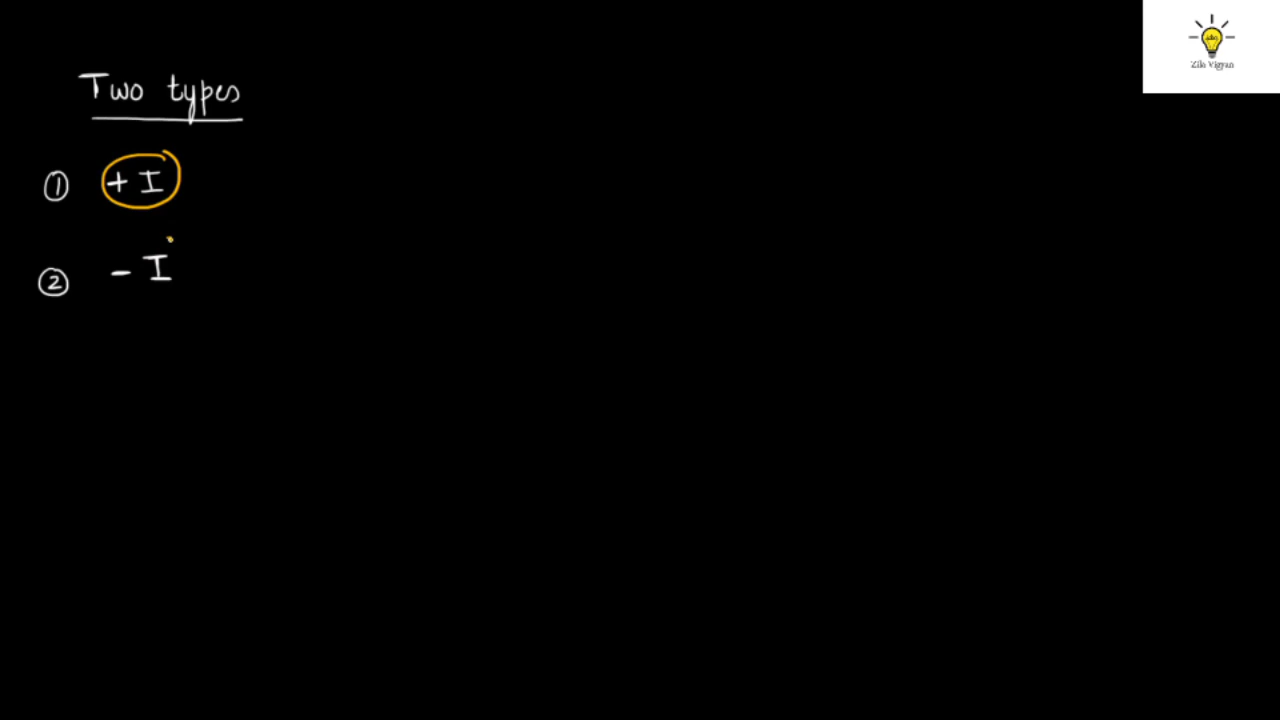 Two types
① + I
② - I
Zila Vigyan